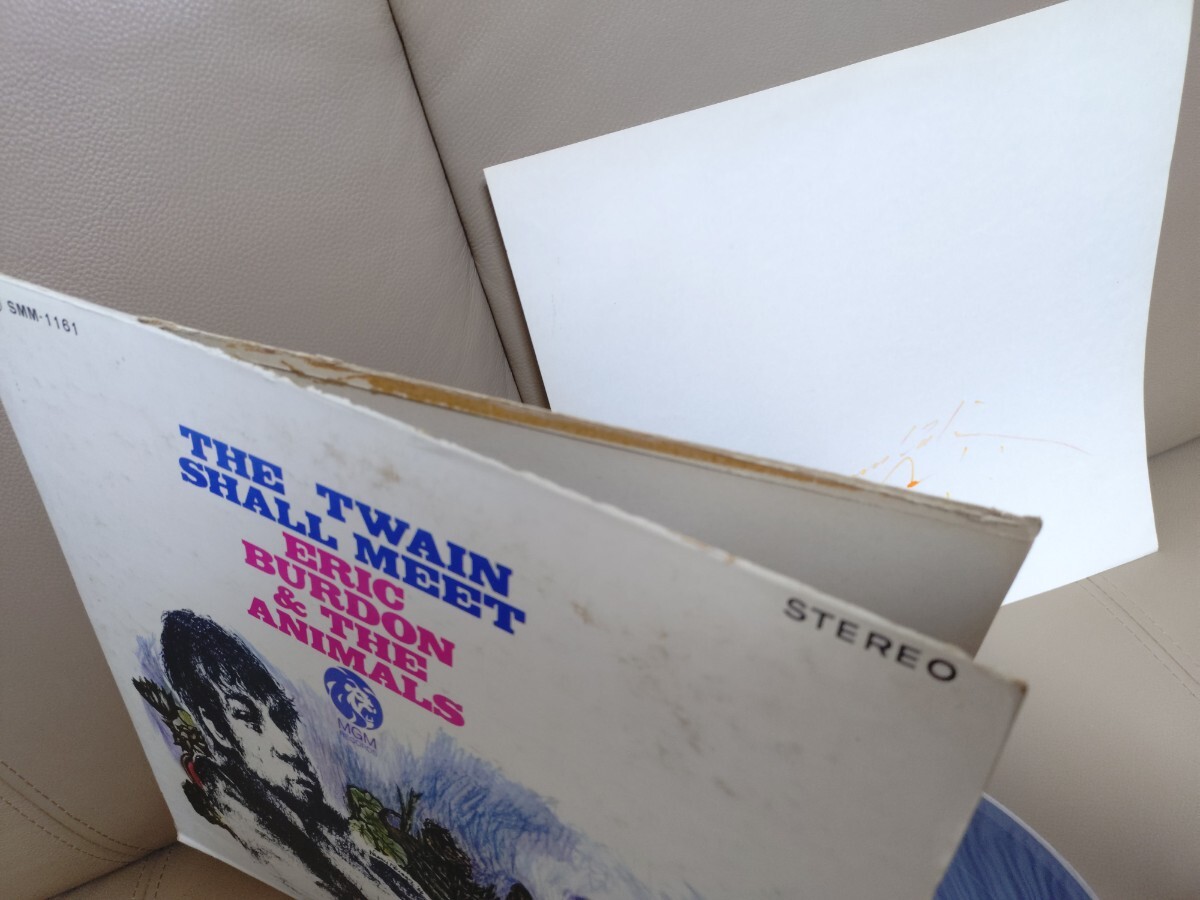 SMM-1161
THE TWAIN
SHALL MEET
ERIC
BURDON
& THE
ANIMALS
MGM
STEREO